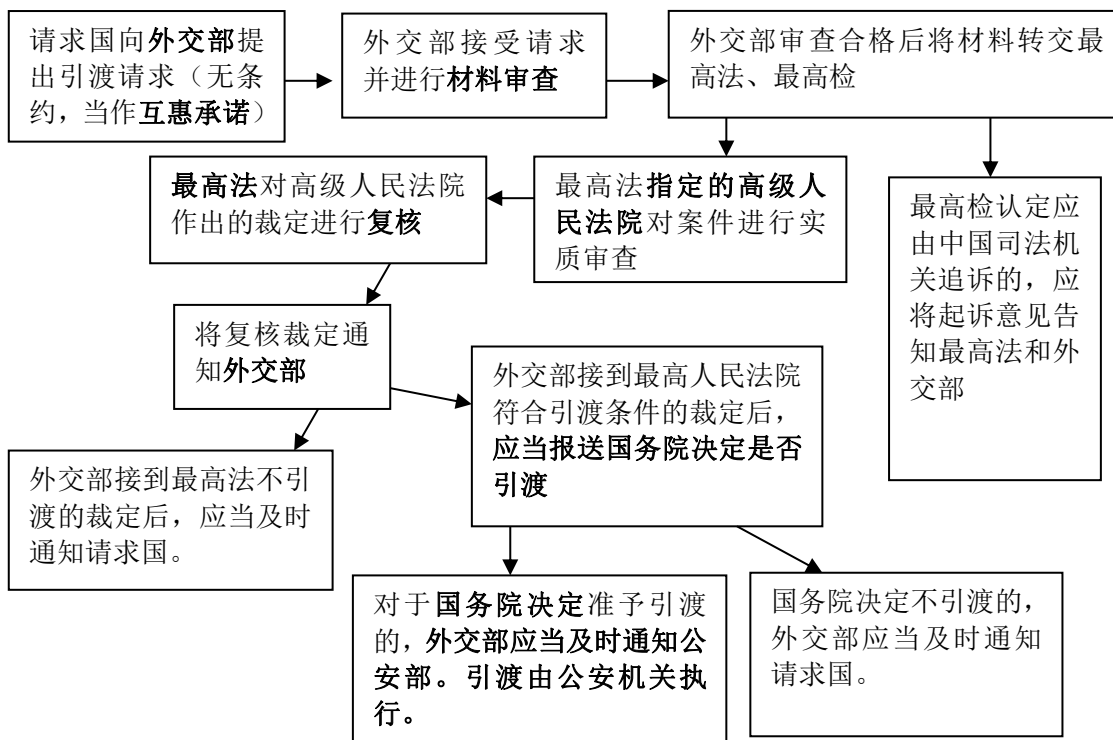 请求国向外交部提
出引渡请求（无条
约，当作互惠承诺）
外交部接受请求
并进行材料审查
外交部审查合格后将材料转交最
高法、最高检
最高法对高级人民法院
作出的裁定进行复核
最高法指定的高级人
民法院对案件进行实
质审查
最高检认定应
由中国司法机
关追诉的，应
将起诉意见告
知最高法和外
交部
将复核裁定通
知外交部
外交部接到最高人民法院
符合引渡条件的裁定后，
应当报送国务院决定是否
引渡
外交部接到最高法不引
渡的裁定后，应当及时
通知请求国。
对于国务院决定准予引渡
的，外交部应当及时通知公
安部。引渡由公安机关执
行。
国务院决定不引渡的，
外交部应当及时通知
请求国。